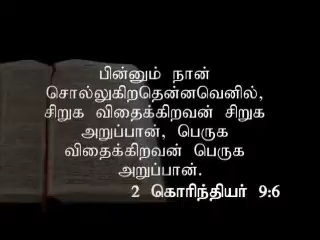 பின்னும் நான்
சொல்லுகிறதென்னவெனில்,
சிறுக விதைக்கிறவன் சிறுக
அறுப்பான், பெருக
விதைக்கிறவன் பெருக
அறுப்பான்.
2 கொரிந்தியர் 9:6